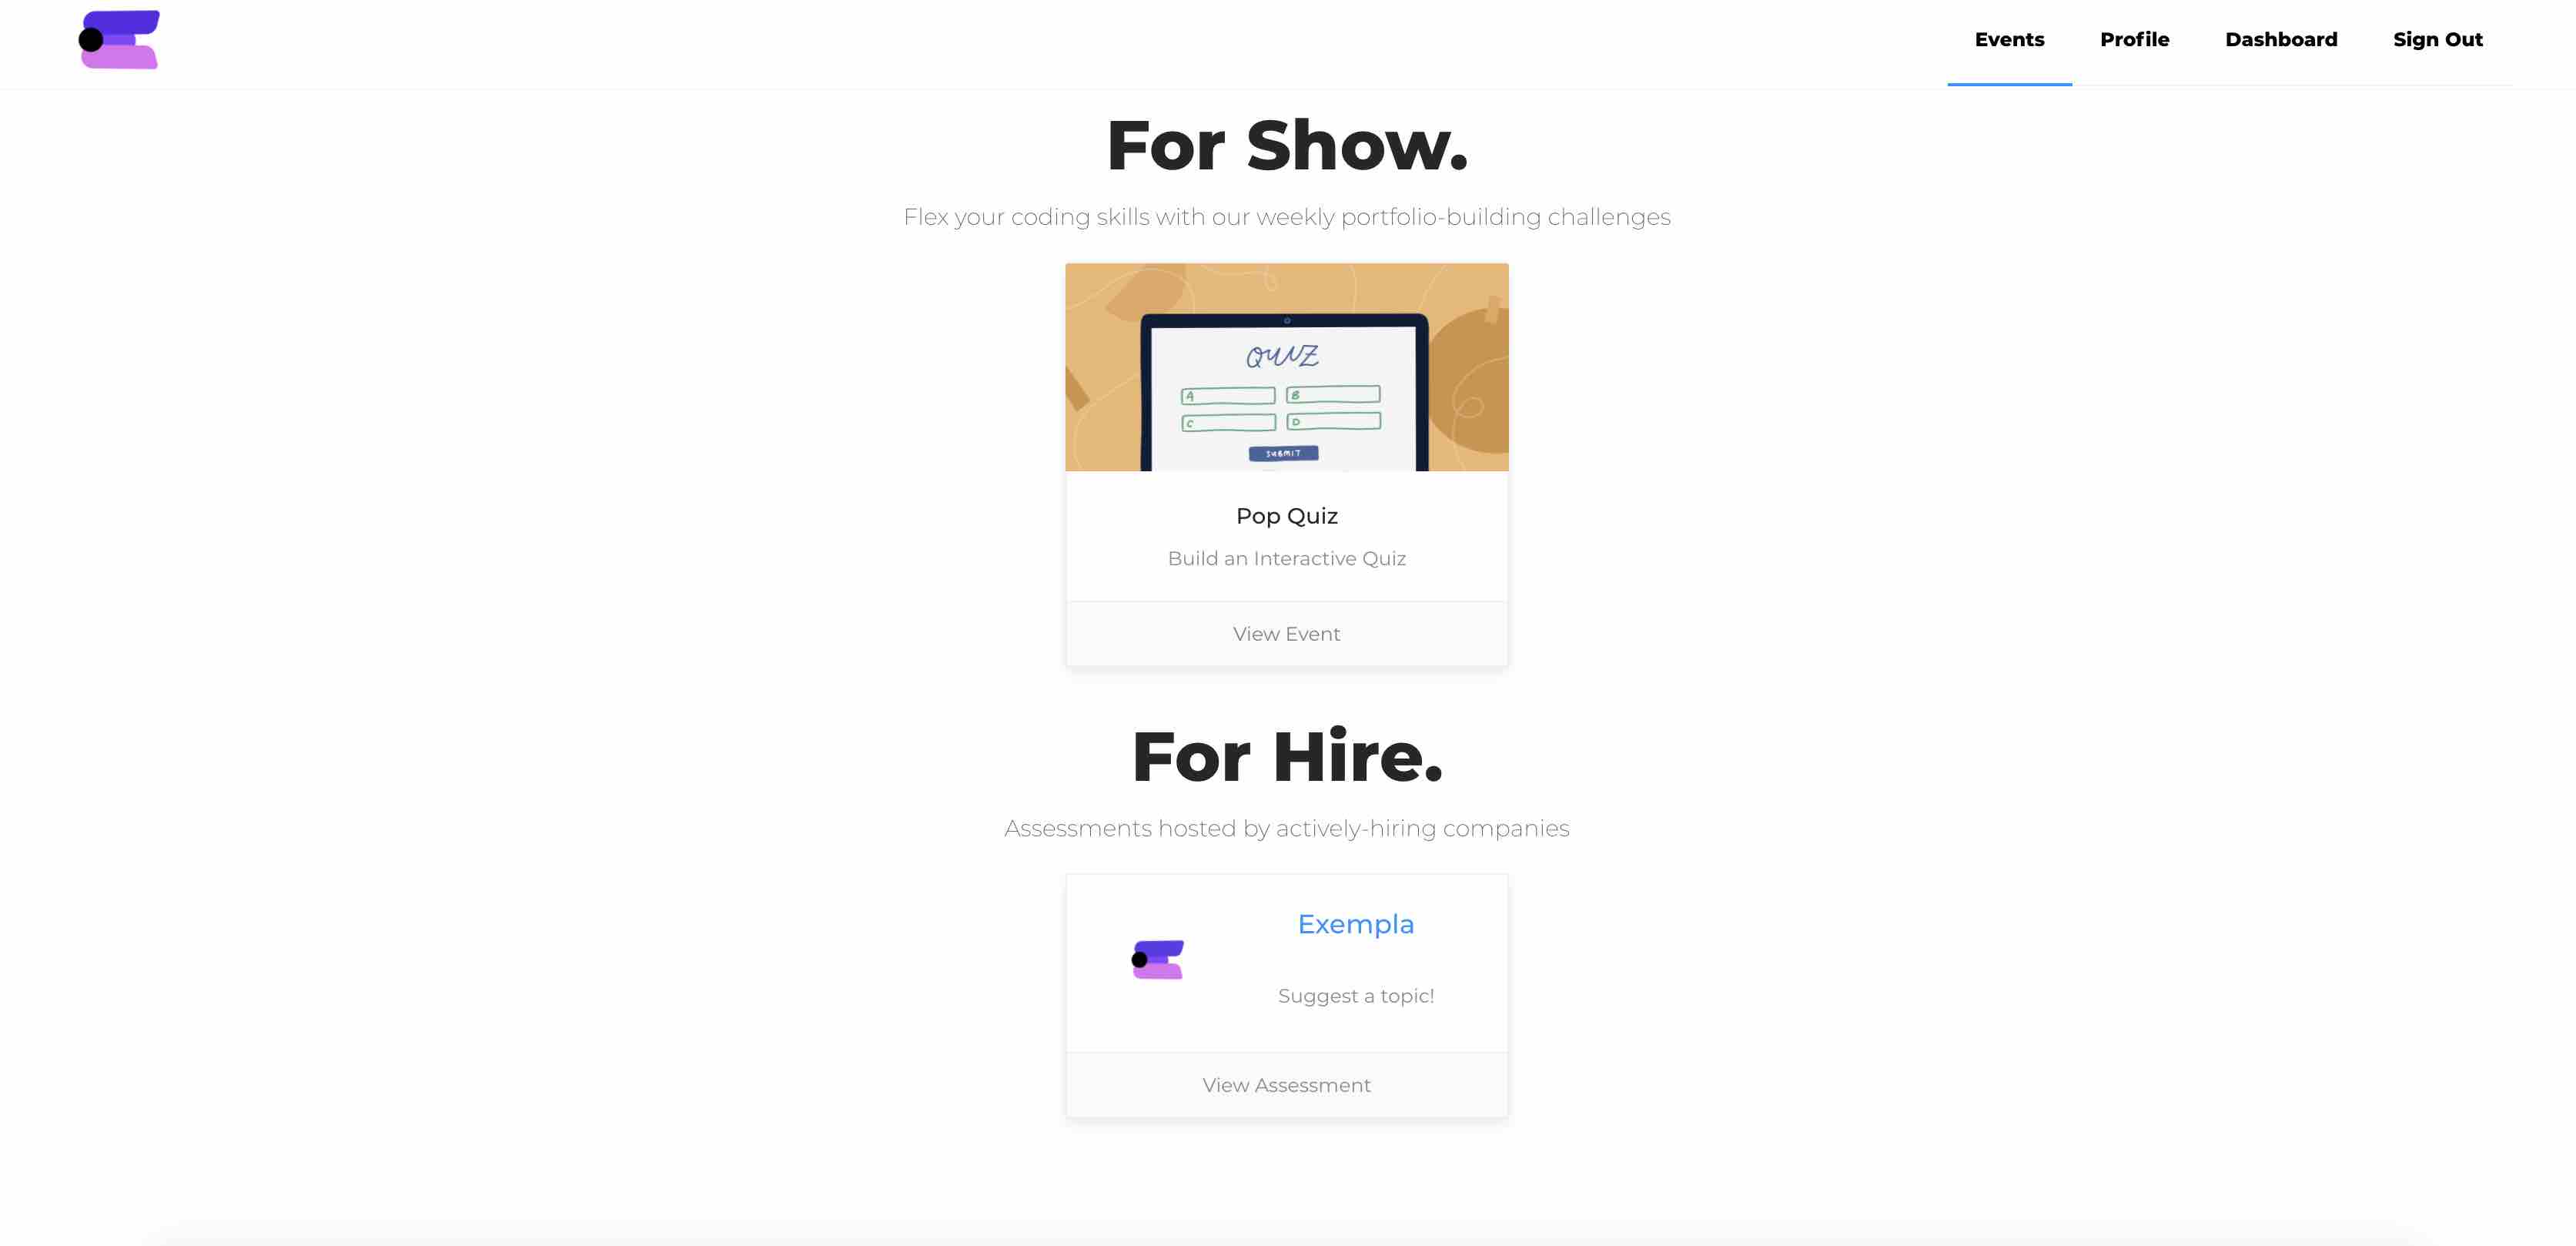 Events Profile Dashboard Sign Out
For Show.
Flex your coding skills with our weekly portfolio-building challenges
QUIZ
A B
C D
SUBMIT
Pop Quiz
Build an Interactive Quiz
View Event
For Hire.
Assessments hosted by actively-hiring companies
Exempla
Suggest a topic!
View Assessment